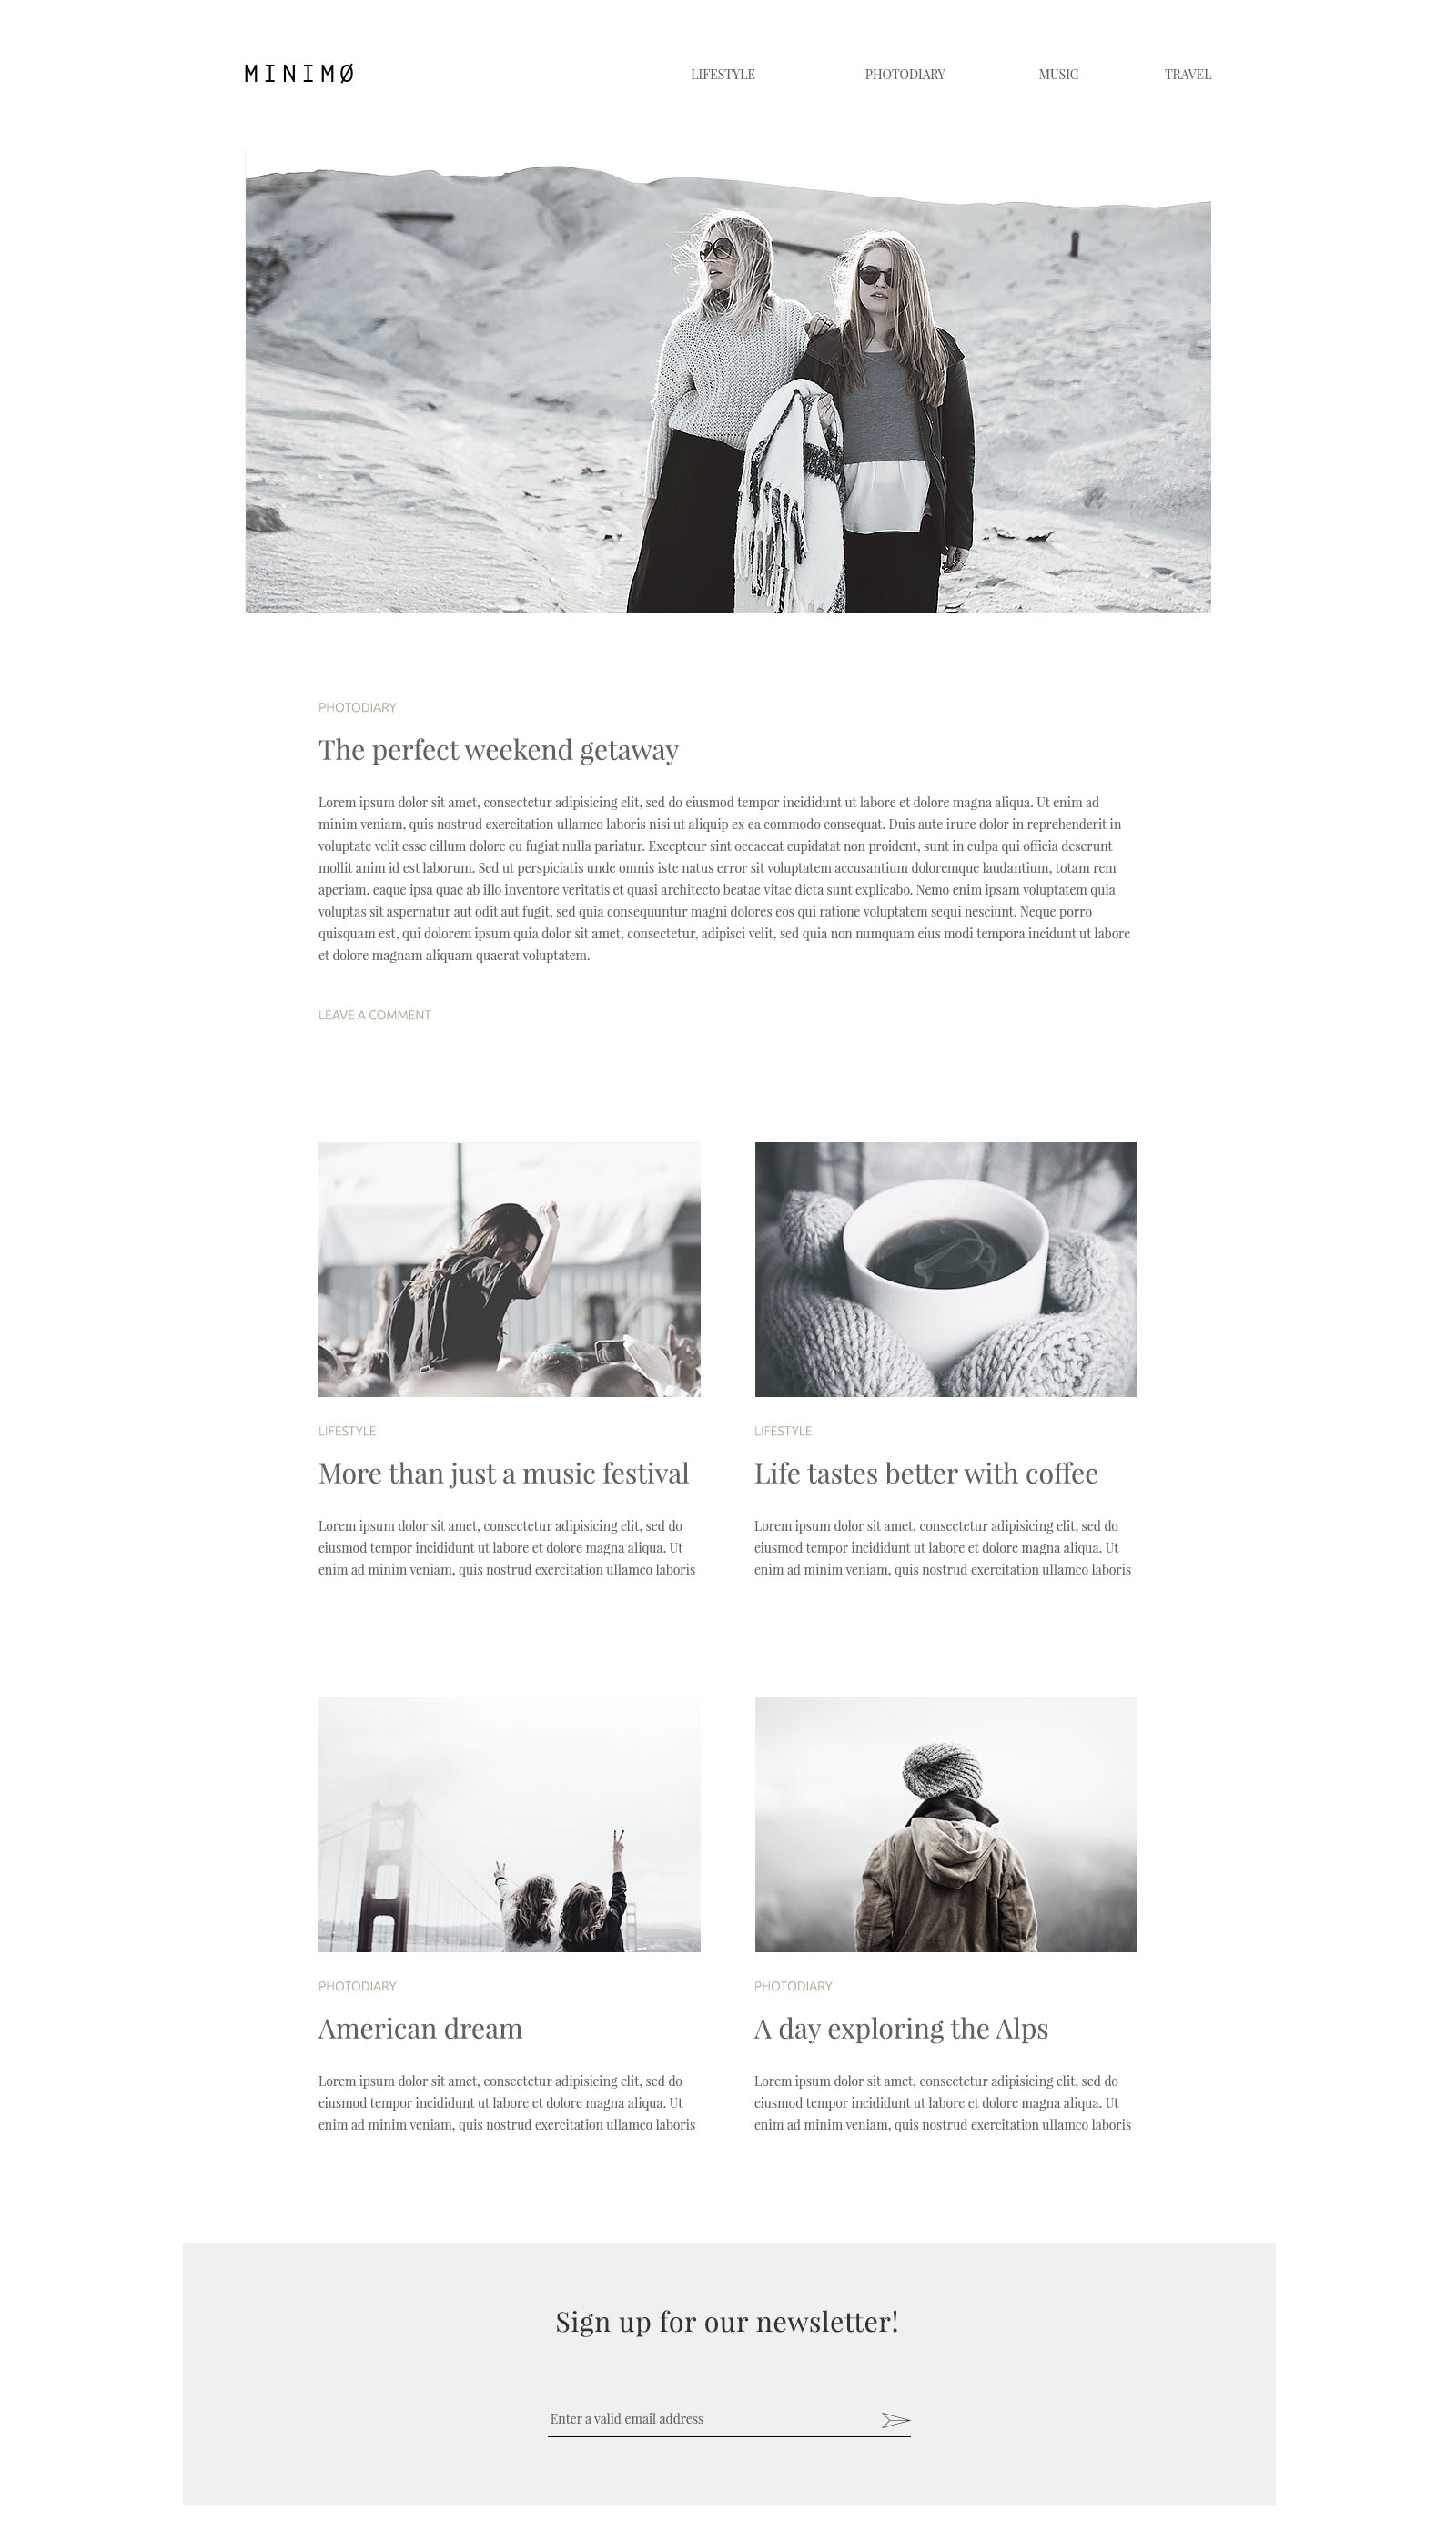 MINIMØ
LIFESTYLE
PHOTODIARY
MUSIC
TRAVEL
PHOTODIARY
The perfect weekend getaway
Lorem ipsum dolor sit amet, consectetur adipisicing elit, sed do eiusmod tempor incididunt ut labore et dolore magna aliqua. Ut enim ad
minim veniam, quis nostrud exercitation ullamco laboris nisi ut aliquip ex ea commodo consequat. Duis aute irure dolor in reprehenderit in
voluptate velit esse cillum dolore eu fugiat nulla pariatur. Excepteur sint occaecat cupidatat non proident, sunt in culpa qui officia deserunt
mollit anim id est laborum. Sed ut perspiciatis unde omnis iste natus error sit voluptatem accusantium doloremque laudantium, totam rem
aperiam, eaque ipsa quae ab illo inventore veritatis et quasi architecto beatae vitae dicta sunt explicabo. Nemo enim ipsam voluptatem quia
voluptas sit aspernatur aut odit aut fugit, sed quia consequuntur magni dolores eos qui ratione voluptatem sequi nesciunt. Neque porro
quisquam est, qui dolorem ipsum quia dolor sit amet, consectetur, adipisci velit, sed quia non numquam eius modi tempora incidunt ut labore
et dolore magnam aliquam quaerat voluptatem.
LEAVE A COMMENT
LIFESTYLE
More than just a music festival
Lorem ipsum dolor sit amet, consectetur adipisicing elit, sed do
eiusmod tempor incididunt ut labore et dolore magna aliqua. Ut
enim ad minim veniam, quis nostrud exercitation ullamco laboris
LIFESTYLE
Life tastes better with coffee
Lorem ipsum dolor sit amet, consectetur adipisicing elit, sed do
eiusmod tempor incididunt ut labore et dolore magna aliqua. Ut
enim ad minim veniam, quis nostrud exercitation ullamco laboris
PHOTODIARY
American dream
Lorem ipsum dolor sit amet, consectetur adipisicing elit, sed do
eiusmod tempor incididunt ut labore et dolore magna aliqua. Ut
enim ad minim veniam, quis nostrud exercitation ullamco laboris
PHOTODIARY
A day exploring the Alps
Lorem ipsum dolor sit amet, consectetur adipisicing elit, sed do
eiusmod tempor incididunt ut labore et dolore magna aliqua. Ut
enim ad minim veniam, quis nostrud exercitation ullamco laboris
Sign up for our newsletter!
Enter a valid email address